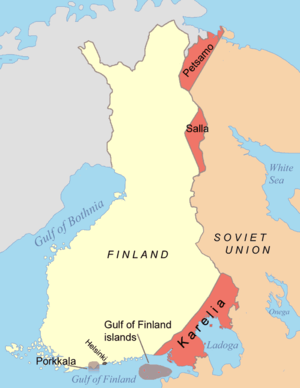 Petsamo
Salla
White
Sea
Gulf of Bothnia
FINLAND
SOVIET
UNION
Karelia
Onega
Ladoga
Gulf of Finland
islands
Helsinki
Porkkala
Gulf of Finland